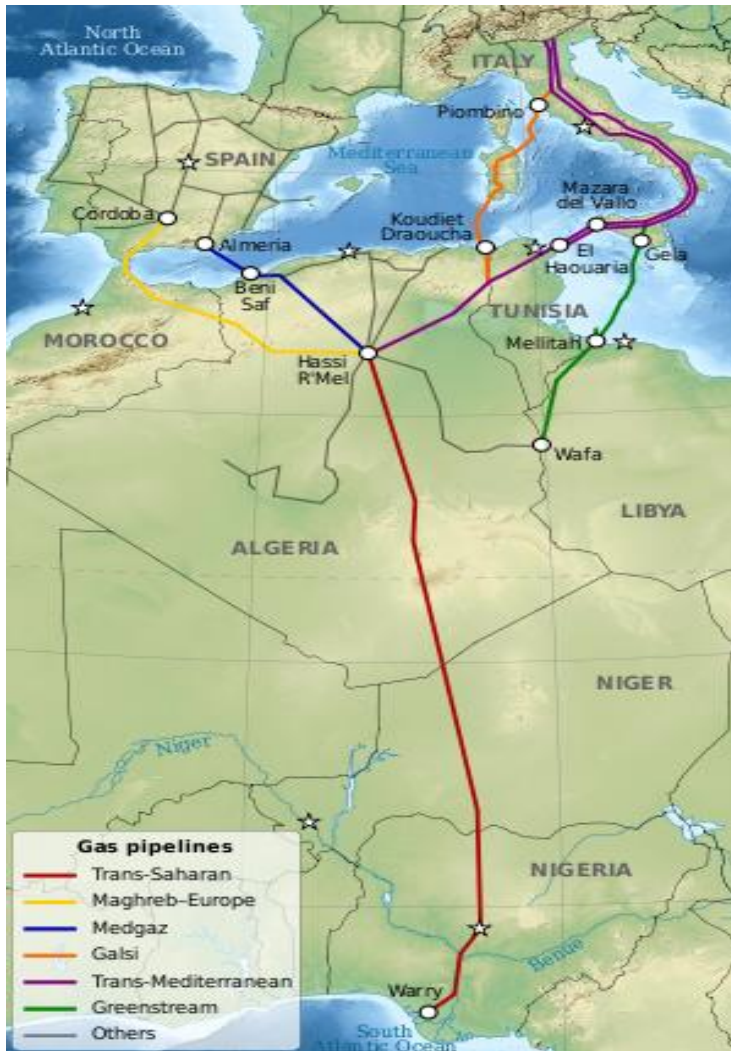 North
Atlantic Ocean
ITALY
Piombino
SPAIN
Mediterranean
Sea
Mazara
del Vallo
Cordoba
Koudiet
Draoucha
Almeria
El
Haouaria
Gela
Beni
Saf
TUNISIA
MOROCCO
Mellitah
Hassi
R'Mel
Wafa
LIBYA
ALGERIA
NIGER
Niger
Gas pipelines
Trans-Saharan
Maghreb–Europe
Medgaz
Galsi
Trans-Mediterranean
Greenstream
Others
NIGERIA
Benue
Warry
South
Atlantic Ocean